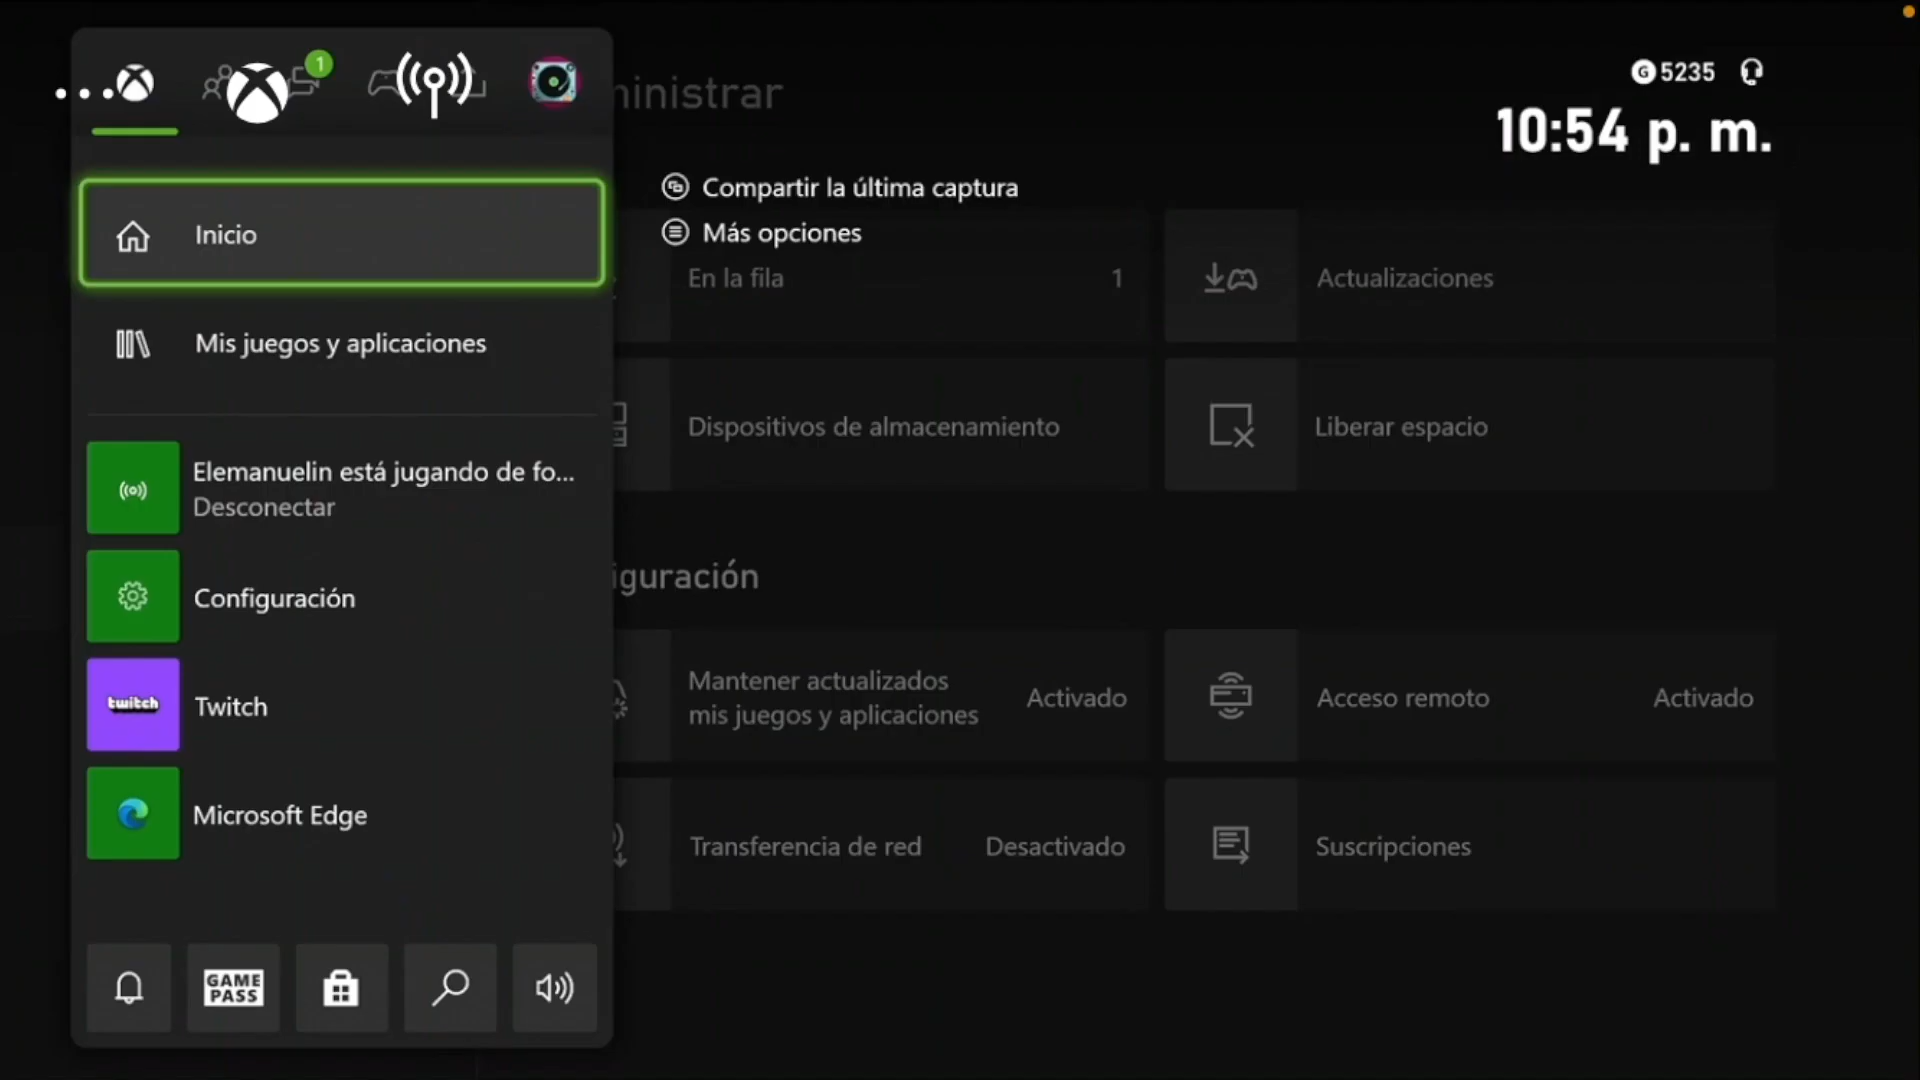 1
ministrar
G 5235
10:54 p. m.
Compartir la última captura
Más opciones
Inicio
En la fila 1
Actualizaciones
Mis juegos y aplicaciones
Dispositivos de almacenamiento
Liberar espacio
Elemanuelin está jugando de fo...
Desconectar
iguración
Configuración
Mantener actualizados
mis juegos y aplicaciones
Activado
Acceso remoto Activado
twitch
Twitch
Microsoft Edge
Transferencia de red Desactivado
Suscripciones
GAME
PASS